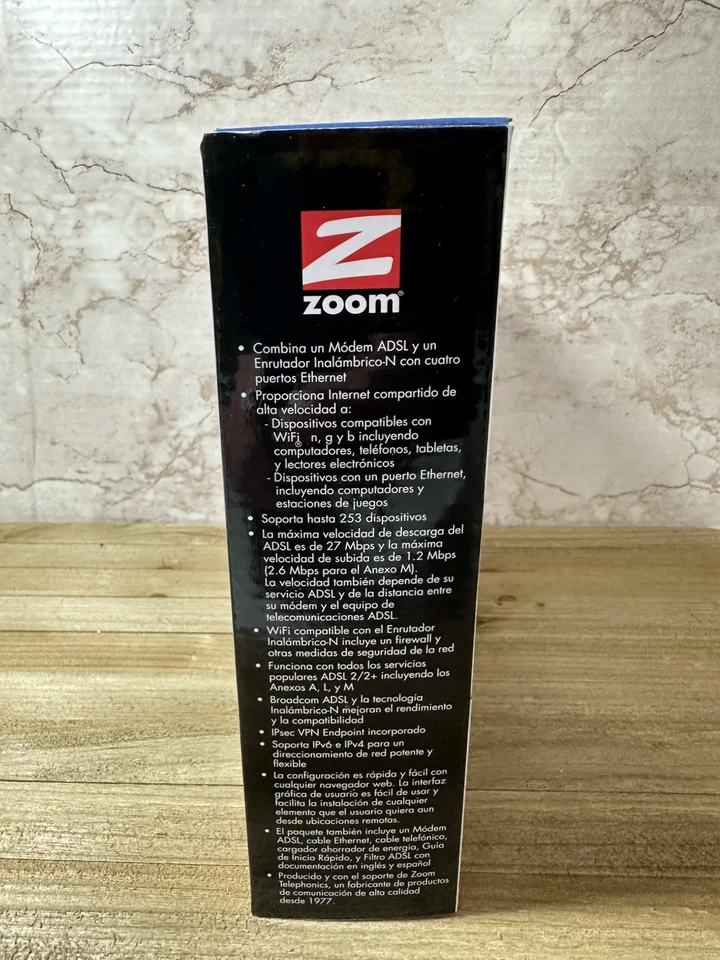 Z
zoom®
• Combina un Módem ADSL y un
Enrutador Inalámbrico-N con cuatro
puertos Ethernet
• Proporciona Internet compartido de
alta velocidad a:
- Dispositivos compatibles con
WiFi® n, g y b incluyendo
computadores, teléfonos, tabletas,
y lectores electrónicos
- Dispositivos con un puerto Ethernet,
incluyendo computadores y
estaciones de juegos
• Soporta hasta 253 dispositivos
• La máxima velocidad de descarga del
ADSL es de 27 Mbps y la máxima
velocidad de subida es de 1.2 Mbps
(2.6 Mbps para el Anexo M).
La velocidad también depende de su
servicio ADSL y de la distancia entre
su módem y el equipo de
telecomunicaciones ADSL.
• WiFi compatible con el Enrutador
Inalámbrico-N incluye un firewall y
otras medidas de seguridad de la red
• Funciona con todos los servicios
populares ADSL 2/2+ incluyendo los
Anexos A, L, y M
• Broadcom ADSL y la tecnología
Inalámbrico-N mejoran el rendimiento
y la compatibilidad
• IPsec VPN Endpoint incorporado
• Soporta IPv6 e IPv4 para un
direccionamiento de red potente y
flexible
• La configuración es rápida y fácil con
cualquier navegador web. La interfaz
gráfica de usuario es fácil de usar y
facilita la instalación de cualquier
elemento que el usuario quiera aun
desde ubicaciones remotas.
• El paquete también incluye un Módem
ADSL, cable Ethernet, cable telefónico,
cargador ahorrador de energia, Guía
de Inicio Rápido, y Filtro ADSL con
documentación en inglés y español
• Producido y con el soporte de Zoom
Telephonics, un fabricante de productos
de comunicación de alta calidad
desde 1977.